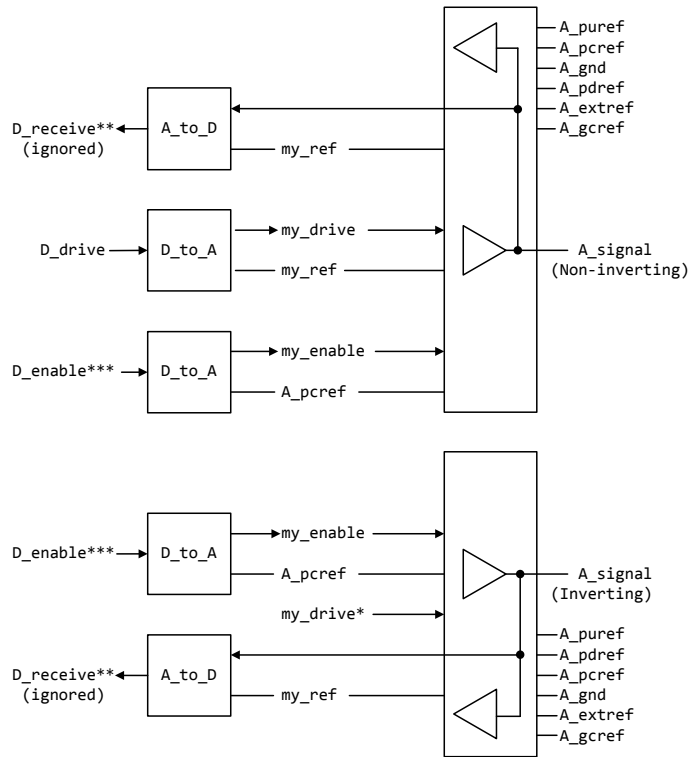 A_puref
A_pcref
A_gnd
A_pdref
A_extref
A_gcref
D_receive**
(ignored)
A_to_D
my_ref
D_drive
D_to_A
my_drive
my_ref
A_signal
(Non-inverting)
D_enable***
D_to_A
my_enable
A_pcref
D_enable***
D_to_A
my_enable
A_pcref
my_drive*
A_signal
(Inverting)
D_receive**
(ignored)
A_to_D
my_ref
A_puref
A_pdref
A_pcref
A_gnd
A_extref
A_gcref